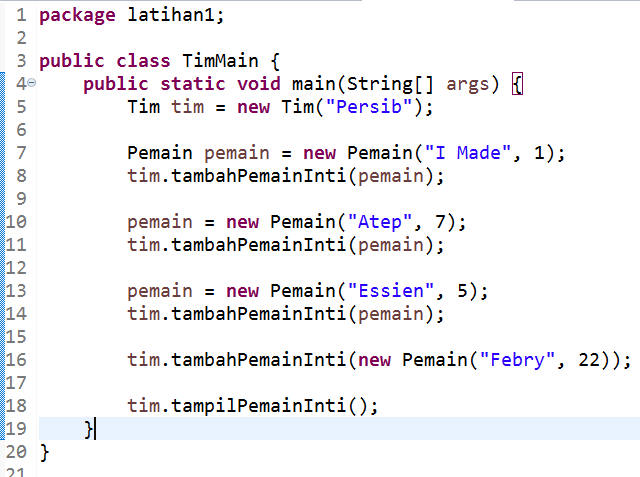 1 package latihan1;
2
3 public class TimMain {
4 public static void main(String[] args) {
5 Tim tim = new Tim("Persib");
6
7 Pemain pemain = new Pemain("I Made", 1);
8 tim.tambahPemainInti(pemain);
9
10 pemain = new Pemain("Atep", 7);
11 tim.tambahPemainInti(pemain);
12
13 pemain = new Pemain("Essien", 5);
14 tim.tambahPemainInti(pemain);
15
16 tim.tambahPemainInti(new Pemain("Febry", 22));
17
18 tim.tampilPemainInti();
19 }
20 }
21